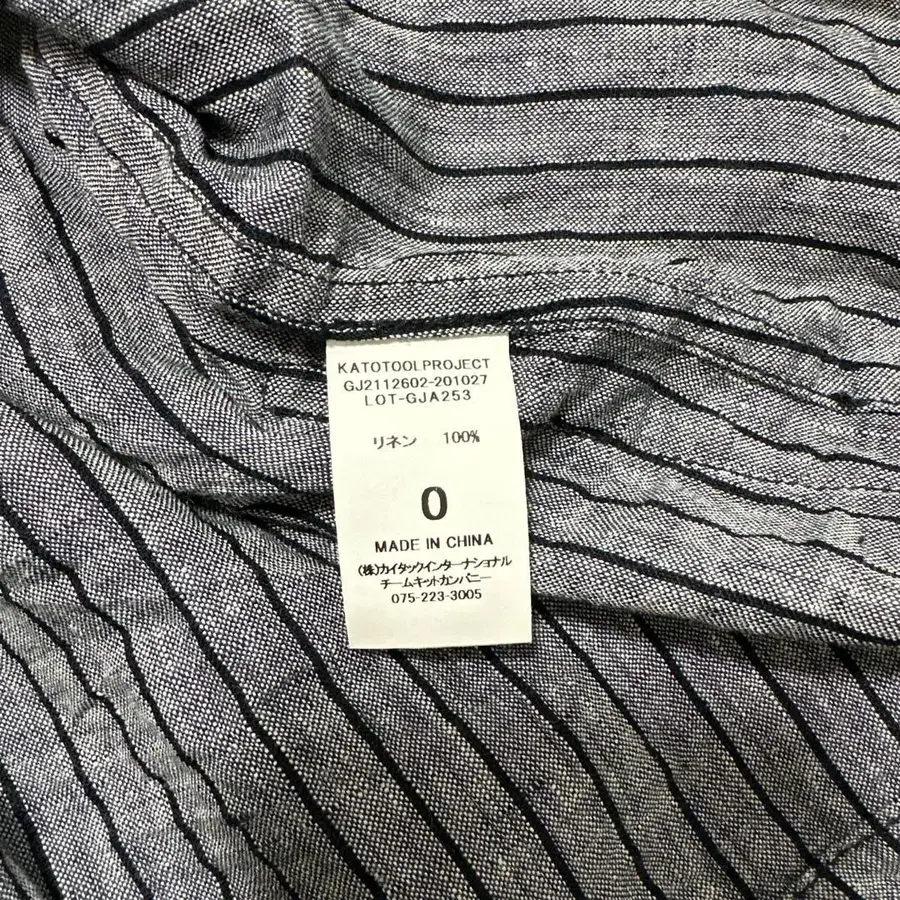 KATOTOOLPROJECT
GJ2112602-201027
LOT-GJA253
リネン 100%
0
MADE IN CHINA
(株)カイタックインターナショナル
チームキットカンパニー
075-223-3005